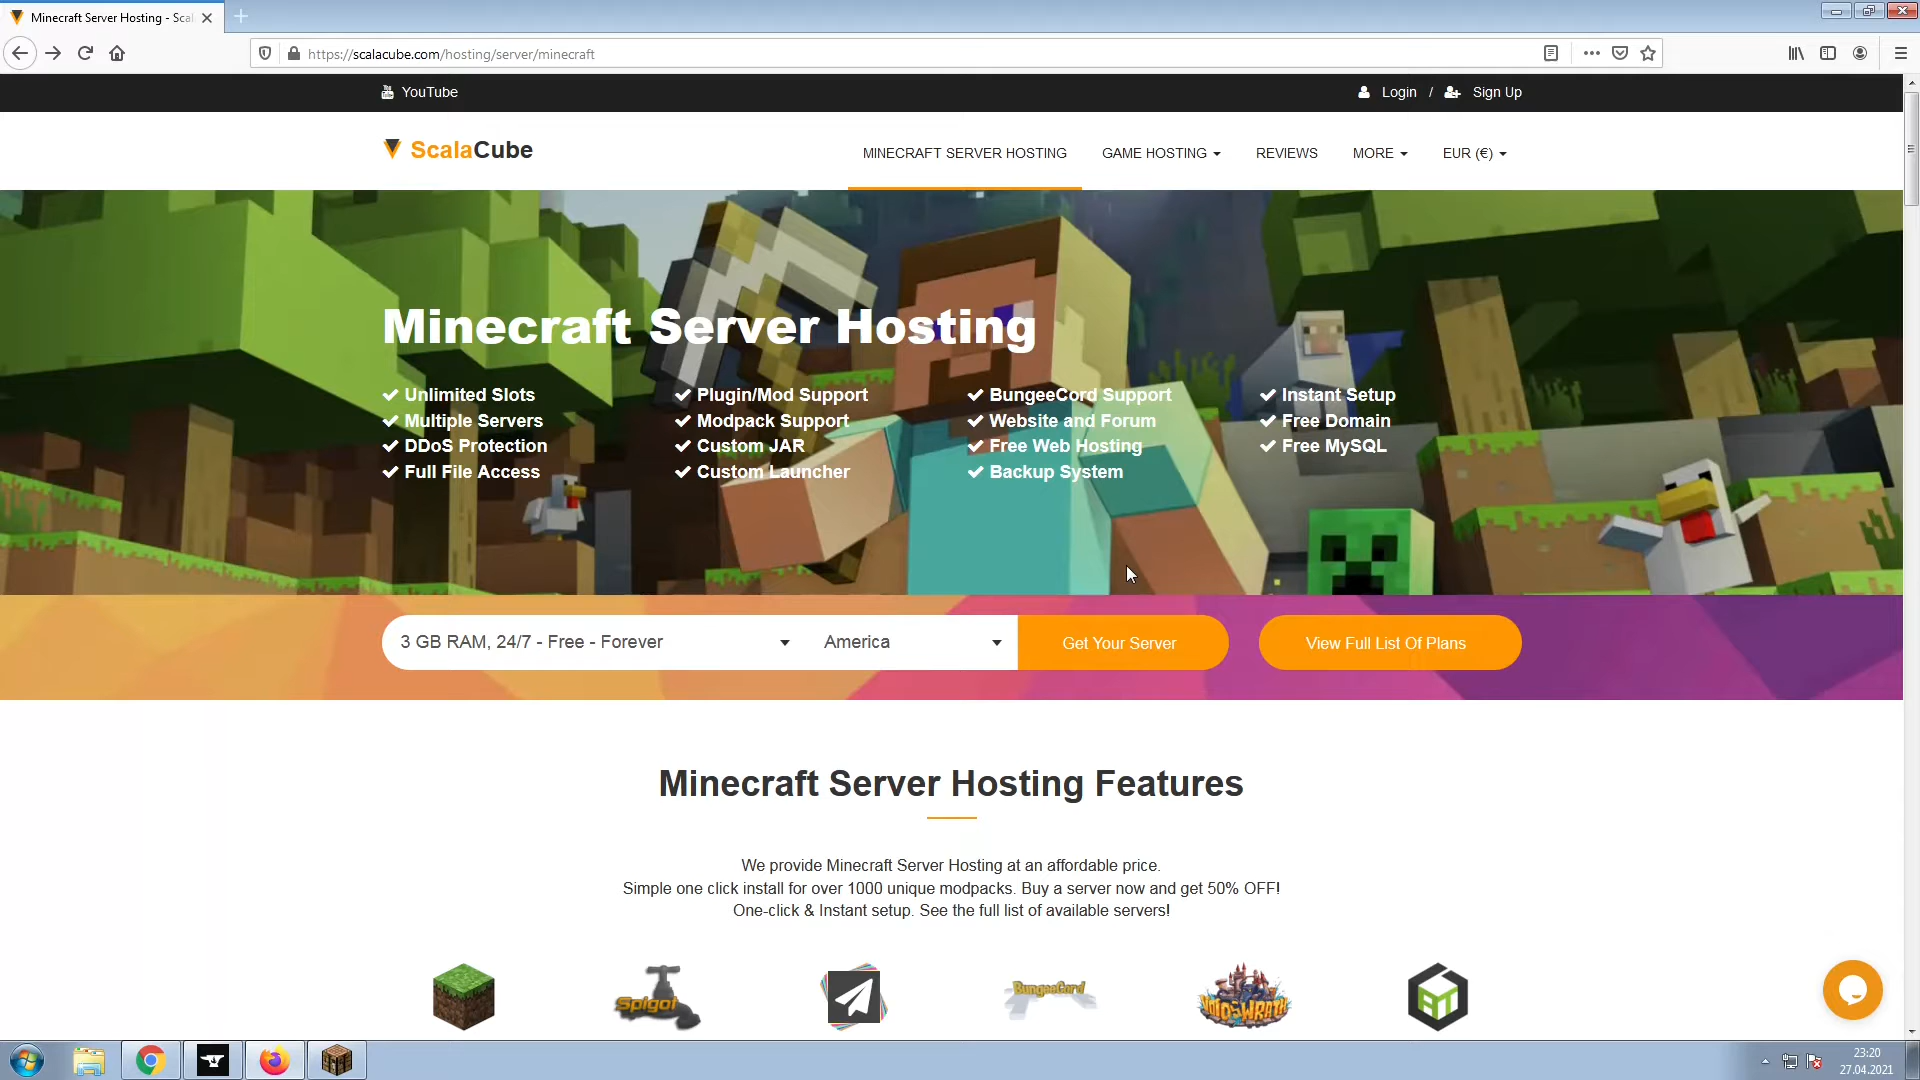 Minecraft Server Hosting - Scal
https://scalacube.com/hosting/server/minecraft
YouTube
Login / Sign Up
ScalaCube
MINECRAFT SERVER HOSTING
GAME HOSTING
REVIEWS
MORE
EUR (€)
Minecraft Server Hosting
Unlimited Slots
Multiple Servers
DDoS Protection
Full File Access
Plugin/Mod Support
Modpack Support
Custom JAR
Custom Launcher
BungeeCord Support
Website and Forum
Free Web Hosting
Backup System
Instant Setup
Free Domain
Free MySQL
3 GB RAM, 24/7 - Free - Forever
America
Get Your Server
View Full List Of Plans
Minecraft Server Hosting Features
We provide Minecraft Server Hosting at an affordable price.
Simple one click install for over 1000 unique modpacks. Buy a server now and get 50% OFF!
One-click & Instant setup. See the full list of available servers!
Spigot
BungeeCord
VOIDSWRATH
23:20
27.04.2021